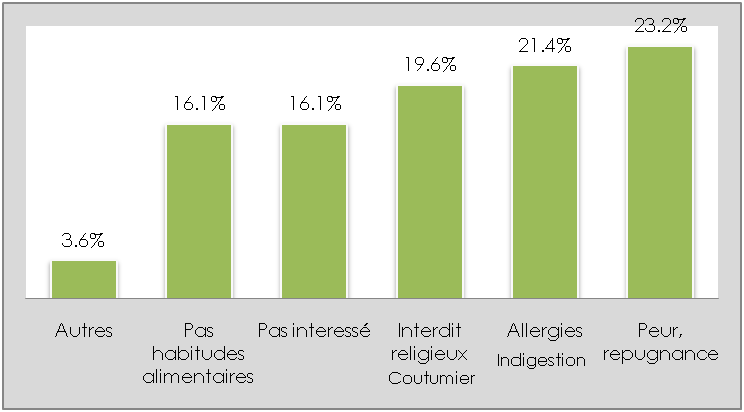 23.2%
21.4%
19.6%
16.1% 16.1%
3.6%
Autres
Pas
habitudes
alimentaires
Pas interessé
Interdit
religieux
Coutumier
Allergies
Indigestion
Peur,
repugnance